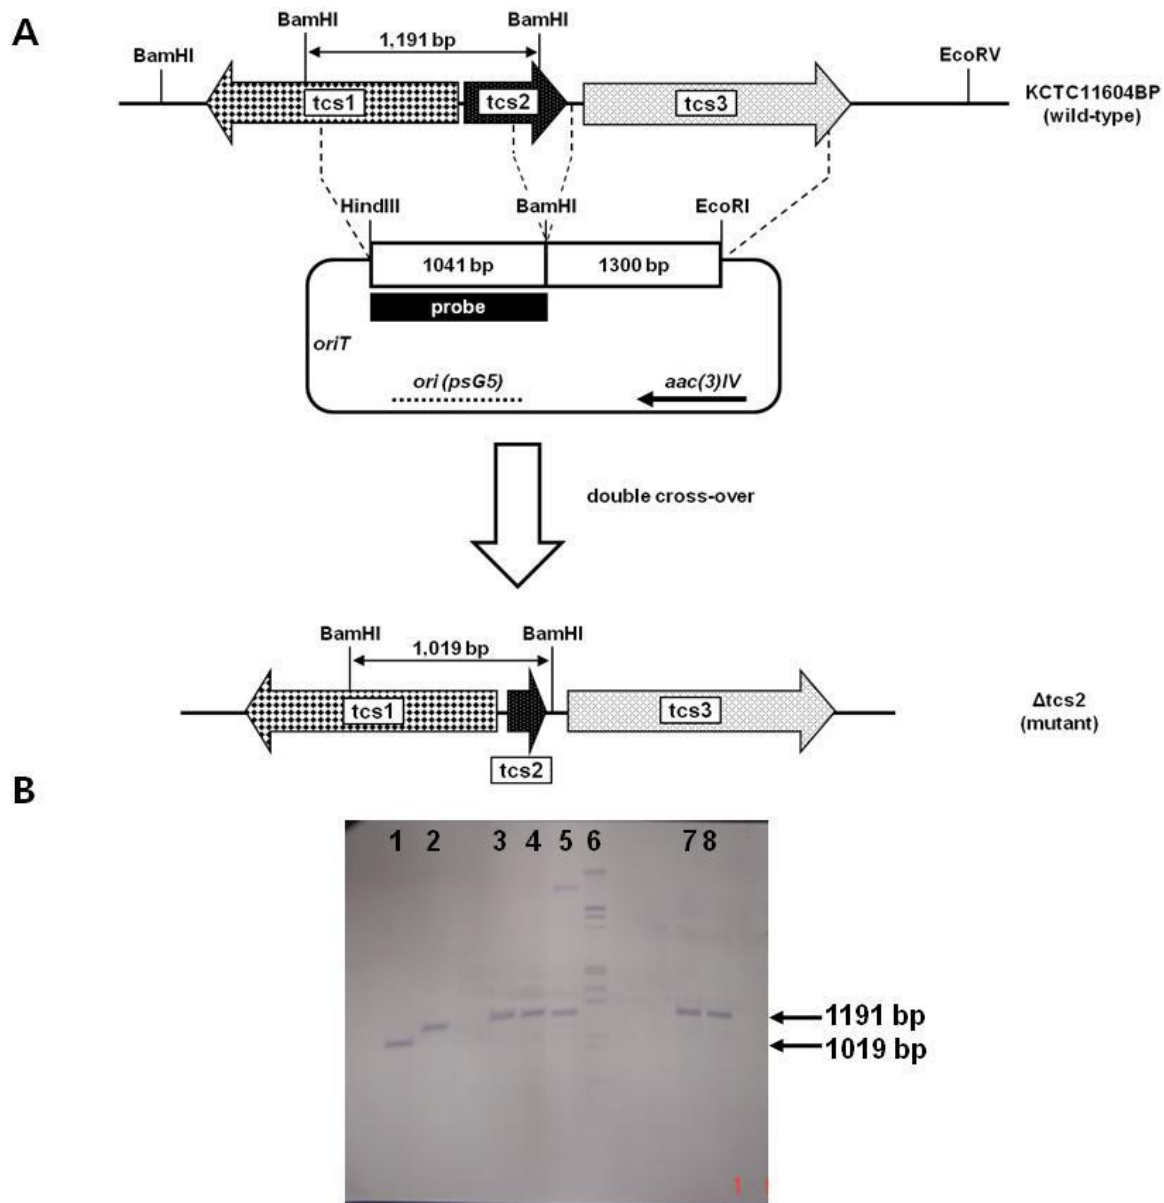 A
BamHI
BamHI
BamHI
1,191 bp
EcoRV
tcs1
tcs2
tcs3
KCTC11604BP
(wild-type)
HindIII
BamHI
EcoRI
1041 bp
1300 bp
probe
oriT
ori (psG5)
aac(3)IV
double cross-over
BamHI
BamHI
1,019 bp
tcs1
tcs3
Δtcs2
(mutant)
tcs2
B
1 2 3 4 5 6 7 8
1191 bp
1019 bp
1